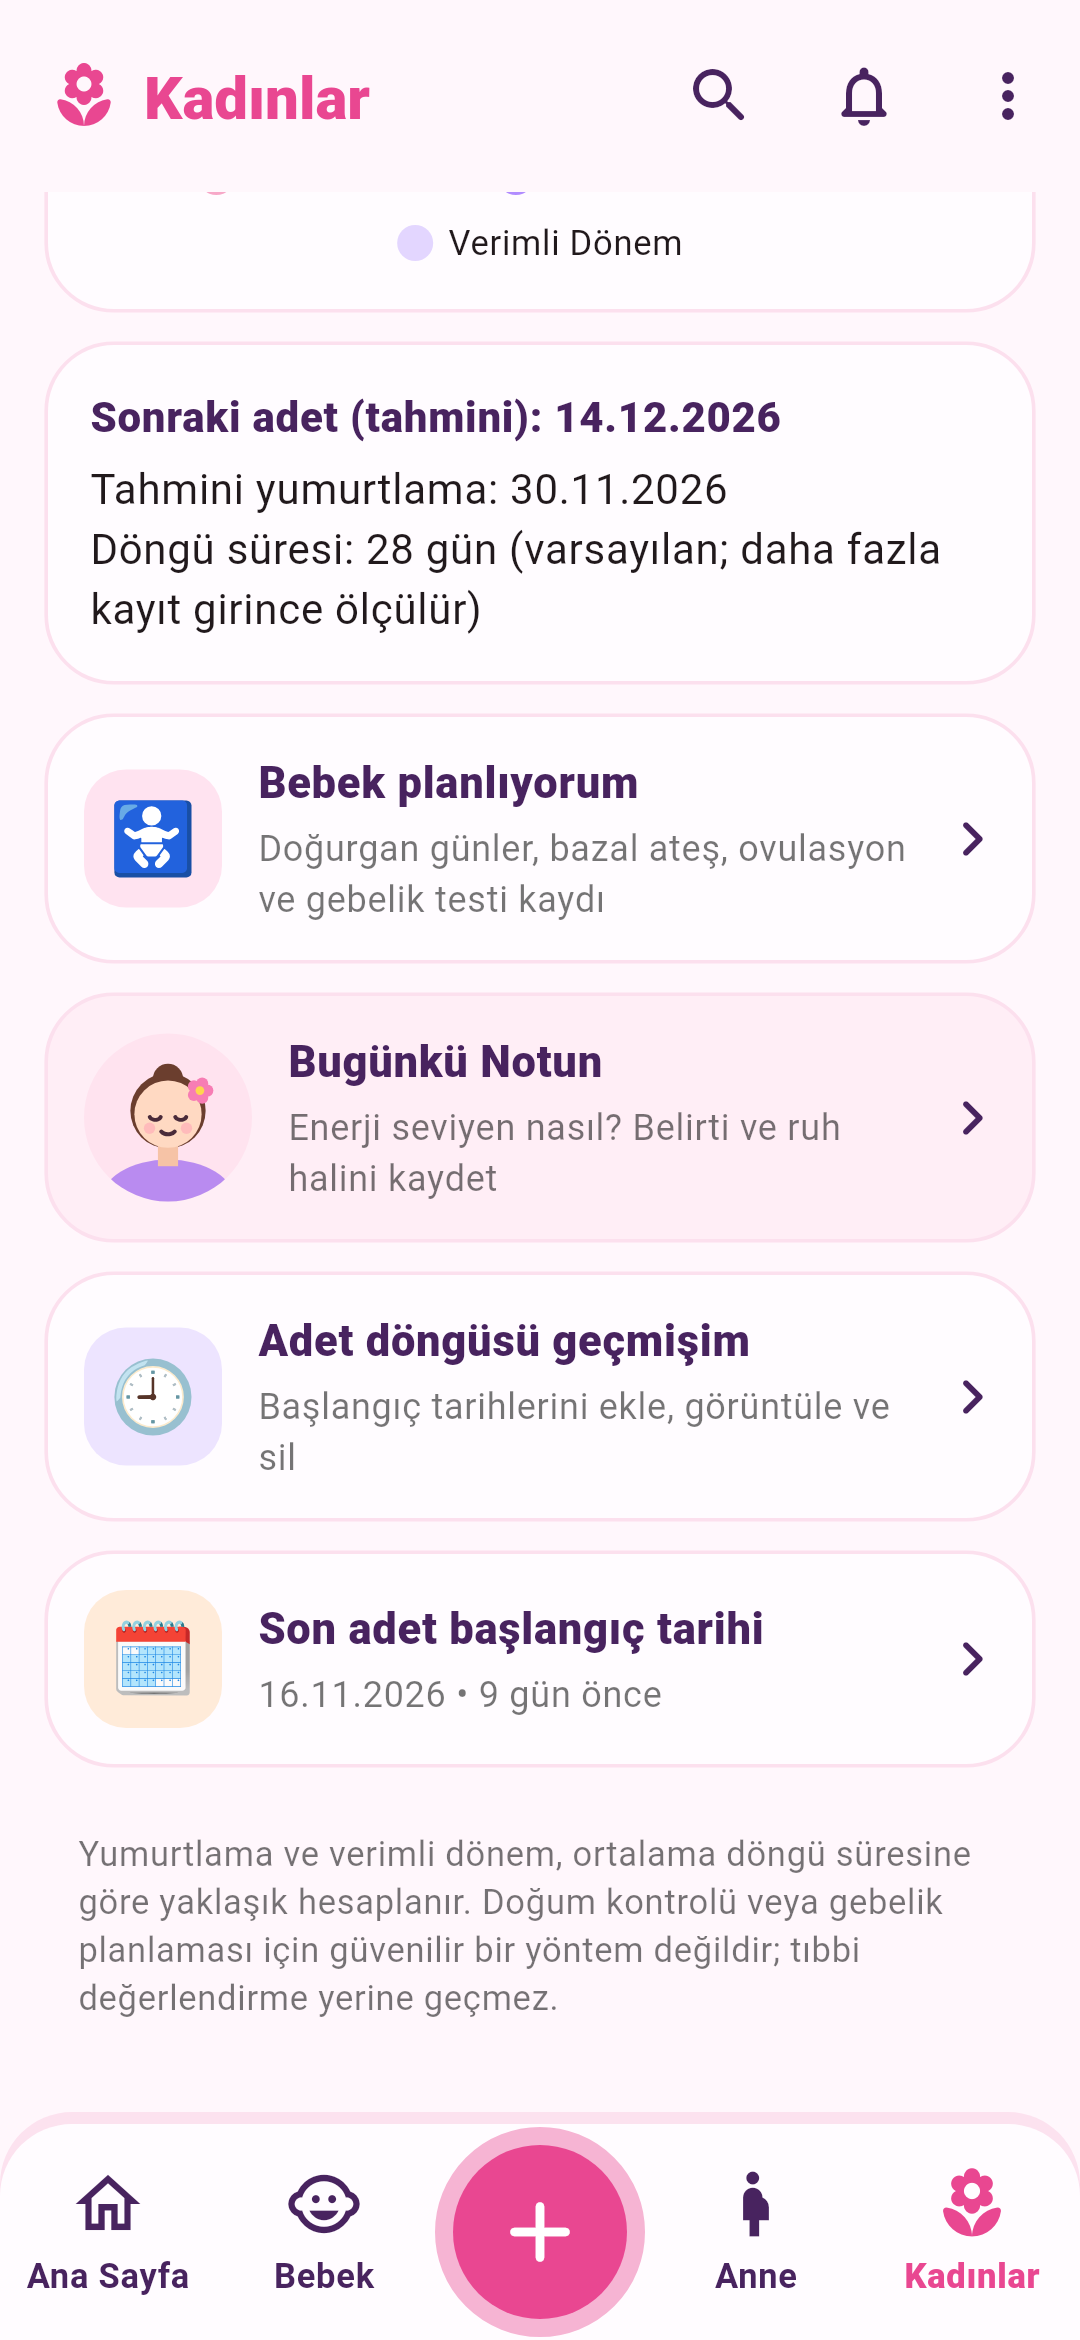 Kadınlar
Verimli Dönem
Sonraki adet (tahmini): 14.12.2026
Tahmini yumurtlama: 30.11.2026
Döngü süresi: 28 gün (varsayılan; daha fazla
kayıt girince ölçülür)
Bebek planlıyorum
Doğurgan günler, bazal ateş, ovulasyon
ve gebelik testi kaydı
Bugünkü Notun
Enerji seviyen nasıl? Belirti ve ruh
halini kaydet
Adet döngüsü geçmişim
Başlangıç tarihlerini ekle, görüntüle ve
sil
Son adet başlangıç tarihi
16.11.2026 • 9 gün önce
Yumurtlama ve verimli dönem, ortalama döngü süresine
göre yaklaşık hesaplanır. Doğum kontrolü veya gebelik
planlaması için güvenilir bir yöntem değildir; tıbbi
değerlendirme yerine geçmez.
Ana Sayfa
Bebek
Anne
Kadınlar